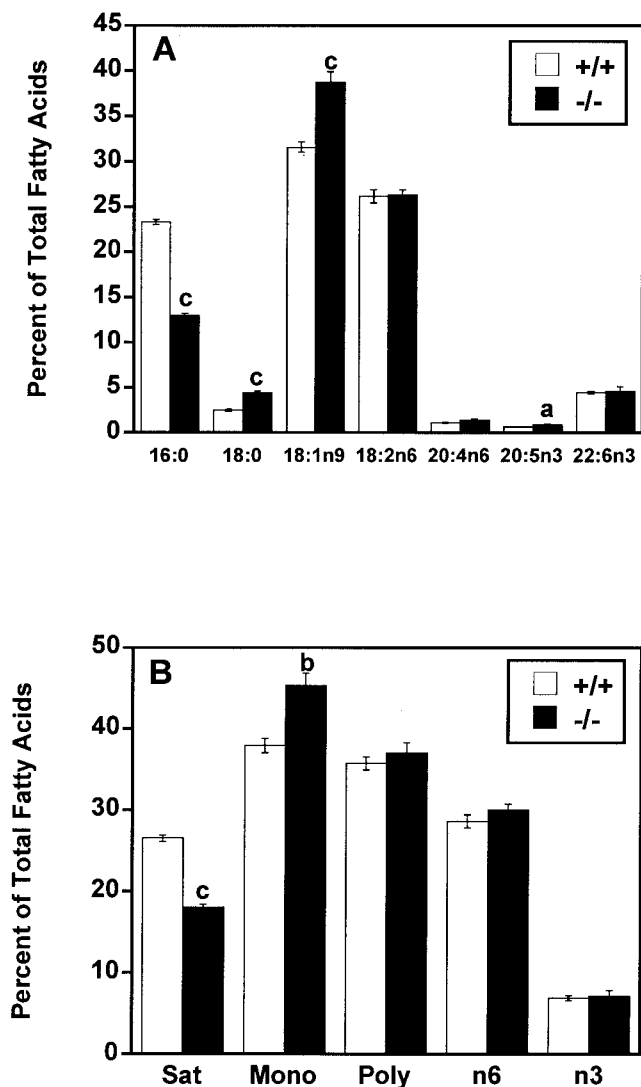 A
+/+
-/-
Percent of Total Fatty Acids
45
40
35
30
25
20
15
10
5
0
c
c
c
a
16:0 18:0 18:1n9 18:2n6 20:4n6 20:5n3 22:6n3
B
+/+
-/-
Percent of Total Fatty Acids
50
40
30
20
10
0
c
b
Sat Mono Poly n6 n3